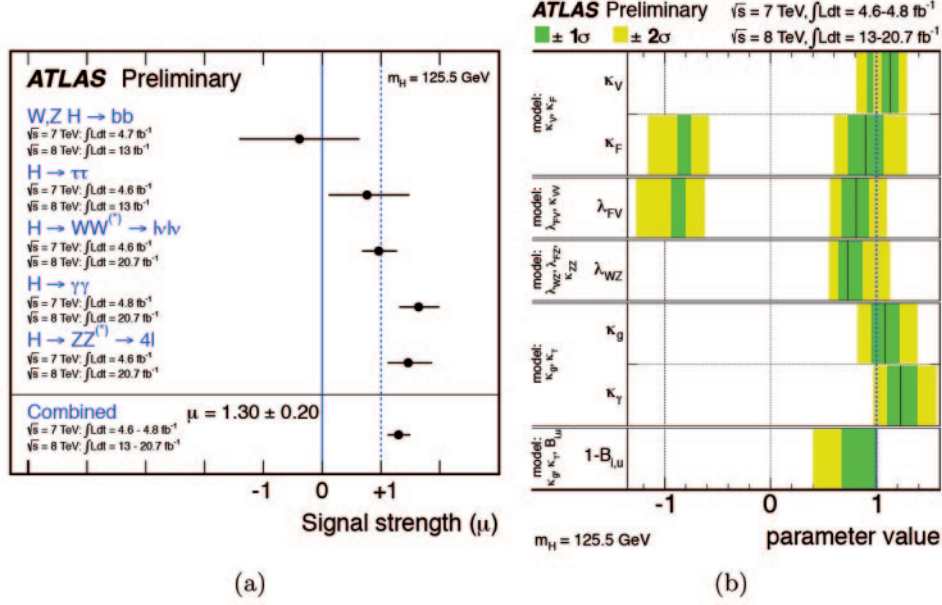 ATLAS Preliminary
m_H = 125.5 GeV
W,Z H → bb
√s = 7 TeV: ∫Ldt = 4.7 fb⁻¹
√s = 8 TeV: ∫Ldt = 13 fb⁻¹
H → ττ
√s = 7 TeV: ∫Ldt = 4.6 fb⁻¹
√s = 8 TeV: ∫Ldt = 13 fb⁻¹
H → WW⁽*⁾ → lνlν
√s = 7 TeV: ∫Ldt = 4.6 fb⁻¹
√s = 8 TeV: ∫Ldt = 20.7 fb⁻¹
H → γγ
√s = 7 TeV: ∫Ldt = 4.8 fb⁻¹
√s = 8 TeV: ∫Ldt = 20.7 fb⁻¹
H → ZZ⁽*⁾ → 4l
√s = 7 TeV: ∫Ldt = 4.6 fb⁻¹
√s = 8 TeV: ∫Ldt = 20.7 fb⁻¹
Combined
μ = 1.30 ± 0.20
√s = 7 TeV: ∫Ldt = 4.6 - 4.8 fb⁻¹
√s = 8 TeV: ∫Ldt = 13 - 20.7 fb⁻¹
-1 0 +1
Signal strength (μ)
(a)
ATLAS Preliminary
√s = 7 TeV, ∫Ldt = 4.6-4.8 fb⁻¹
± 1σ ± 2σ
√s = 8 TeV, ∫Ldt = 13-20.7 fb⁻¹
model: κ_V, κ_F
κ_V
κ_F
model: λ_FV, κ_VV
λ_FV
model: λ_WZ, λ_FZ, κ_ZZ
λ_WZ
model: κ_g, κ_γ
κ_g
κ_γ
model: κ_g, κ_γ, B_i,u
1-B_i,u
-1 0 1
m_H = 125.5 GeV
parameter value
(b)